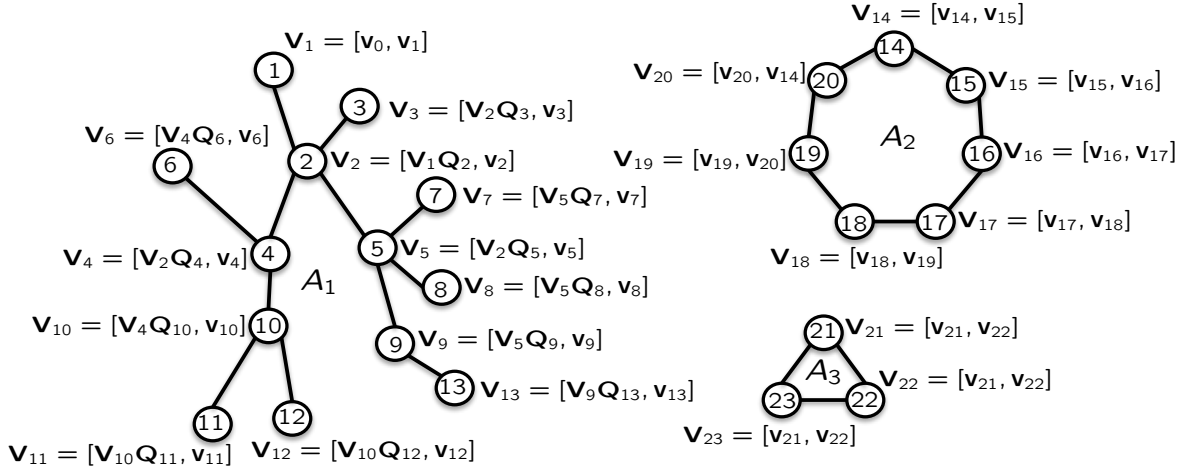 V₁ = [v₀, v₁]
1
3
V₃ = [V₂Q₃, v₃]
V₆ = [V₄Q₆, v₆]
6
2
V₂ = [V₁Q₂, v₂]
7
V₇ = [V₅Q₇, v₇]
V₄ = [V₂Q₄, v₄]
4
5
V₅ = [V₂Q₅, v₅]
A₁
8
V₈ = [V₅Q₈, v₈]
V₁₀ = [V₄Q₁₀, v₁₀]
10
9
V₉ = [V₅Q₉, v₉]
13
V₁₃ = [V₉Q₁₃, v₁₃]
11
12
V₁₁ = [V₁₀Q₁₁, v₁₁]
V₁₂ = [V₁₀Q₁₂, v₁₂]
V₁₄ = [v₁₄, v₁₅]
14
V₂₀ = [v₂₀, v₁₄]
20
15
V₁₅ = [v₁₅, v₁₆]
A₂
V₁₉ = [v₁₉, v₂₀]
19
16
V₁₆ = [v₁₆, v₁₇]
18
17
V₁₇ = [v₁₇, v₁₈]
V₁₈ = [v₁₈, v₁₉]
21
V₂₁ = [v₂₁, v₂₂]
A₃
V₂₂ = [v₂₁, v₂₂]
23
22
V₂₃ = [v₂₁, v₂₂]